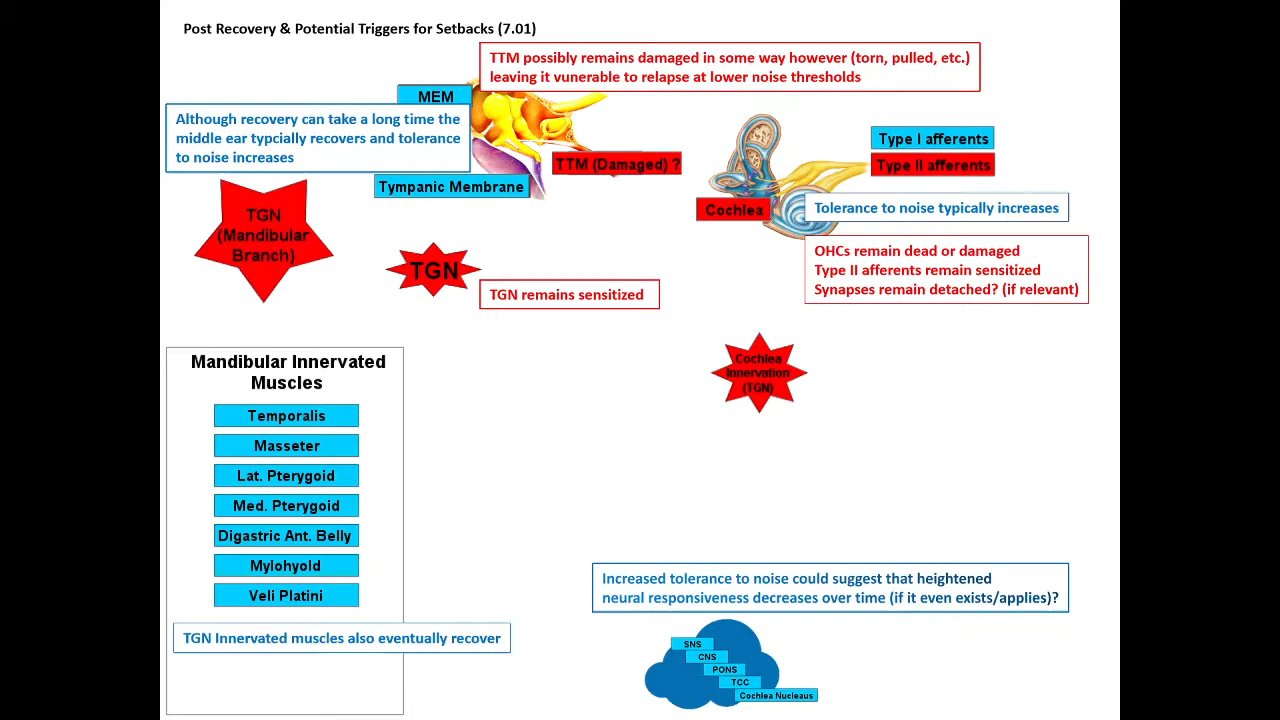 Post Recovery & Potential Triggers for Setbacks (7.01)
TTM possibly remains damaged in some way however (torn, pulled, etc.)
leaving it vunerable to relapse at lower noise thresholds
MEM
Although recovery can take a long time the
middle ear typcially recovers and tolerance
to noise increases
TTM (Damaged) ?
Tympanic Membrane
Type I afferents
Type II afferents
Cochlea
Tolerance to noise typically increases
OHCs remain dead or damaged
Type II afferents remain sensitized
Synapses remain detached? (if relevant)
TGN
(Mandibular
Branch)
TGN
TGN remains sensitized
Cochlea
Innervation
(TGN)
Mandibular Innervated
Muscles
Temporalis
Masseter
Lat. Pterygoid
Med. Pterygoid
Digastric Ant. Belly
Mylohyold
Veli Platini
TGN Innervated muscles also eventually recover
Increased tolerance to noise could suggest that heightened
neural responsiveness decreases over time (if it even exists/applies)?
SNS
CNS
PONS
TCC
Cochlea Nucleaus